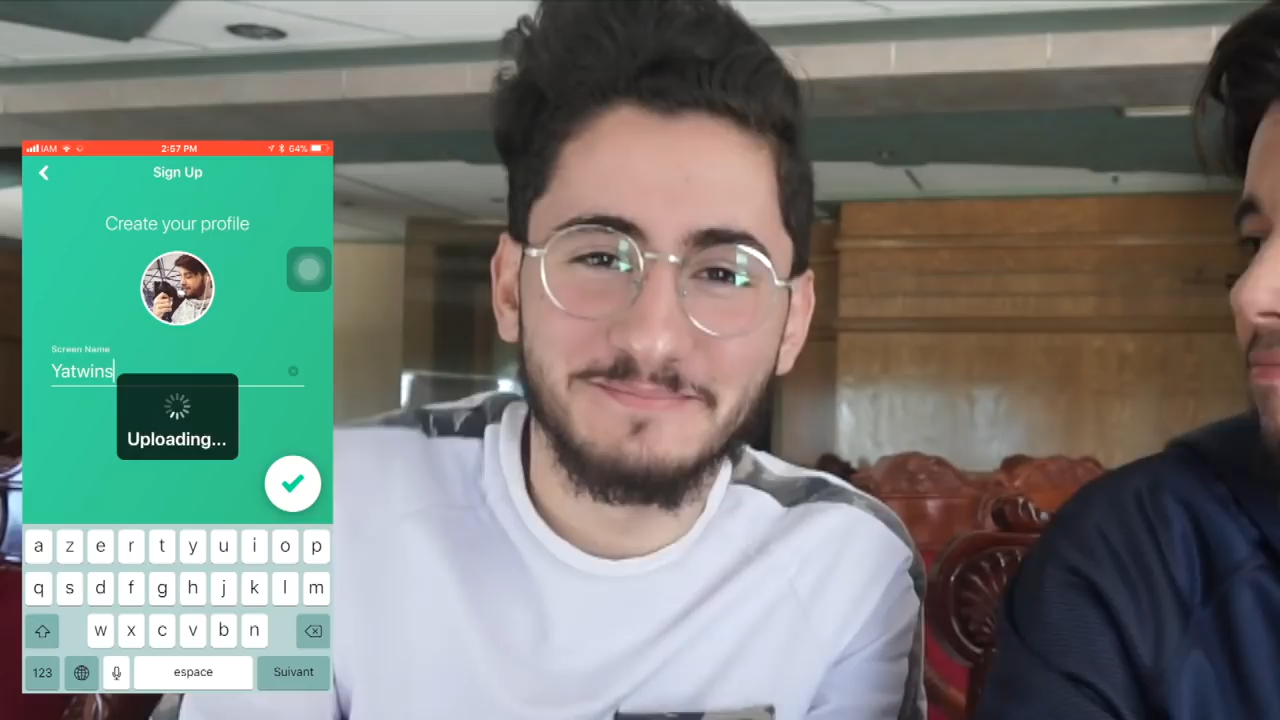 IAM 2:57 PM 64%
Sign Up
Create your profile
Screen Name
Yatwins
Uploading...
a z e r t y u i o p
q s d f g h j k l m
w x c v b n
123 espace Suivant